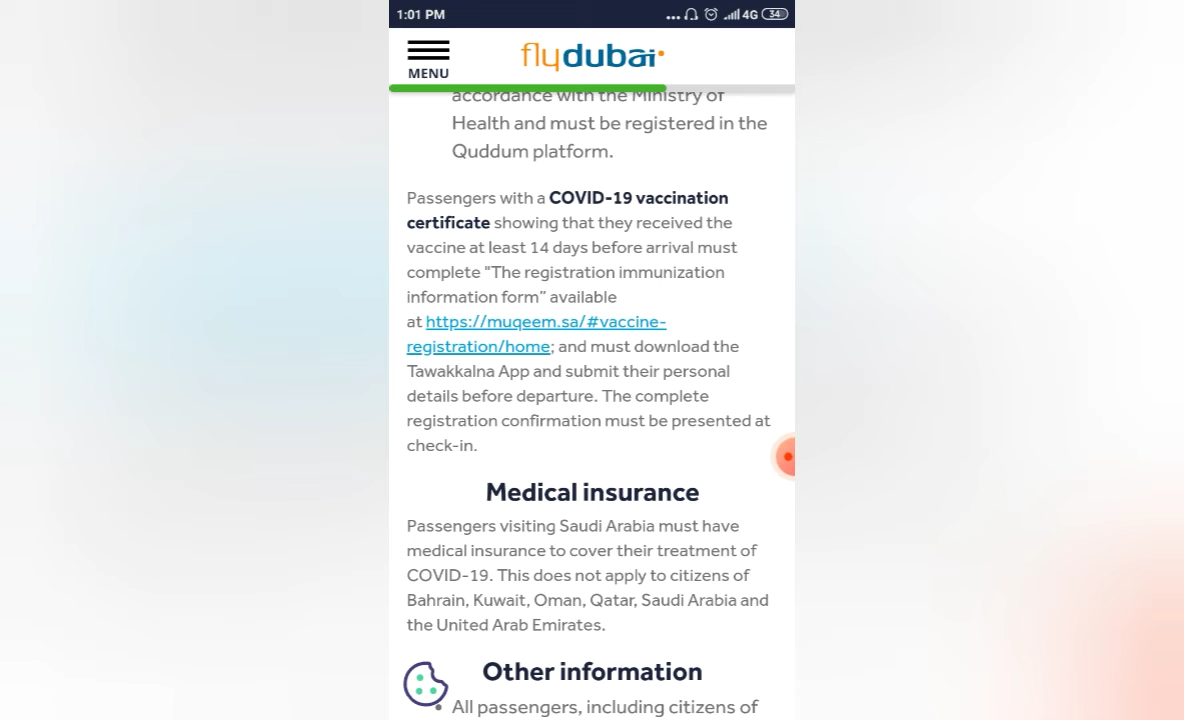 1:01 PM
4G 34
MENU
flydubai
accordance with the Ministry of
Health and must be registered in the
Quddum platform.
Passengers with a COVID-19 vaccination
certificate showing that they received the
vaccine at least 14 days before arrival must
complete "The registration immunization
information form” available
at https://muqeem.sa/#vaccine-
registration/home; and must download the
Tawakkalna App and submit their personal
details before departure. The complete
registration confirmation must be presented at
check-in.
Medical insurance
Passengers visiting Saudi Arabia must have
medical insurance to cover their treatment of
COVID-19. This does not apply to citizens of
Bahrain, Kuwait, Oman, Qatar, Saudi Arabia and
the United Arab Emirates.
Other information
• All passengers, including citizens of